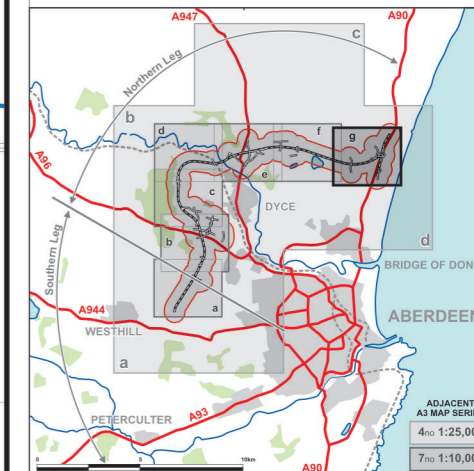 A947
A90
c
Northern Leg
b
d
f
g
A96
e
c
DYCE
b
d
Southern Leg
BRIDGE OF DON
a
A944
ABERDEEN
WESTHILL
a
ADJACENT
A3 MAP SERI
PETERCULTER
A93
4no 1:25,00
7no 1:10,00
0
5
10km
A90